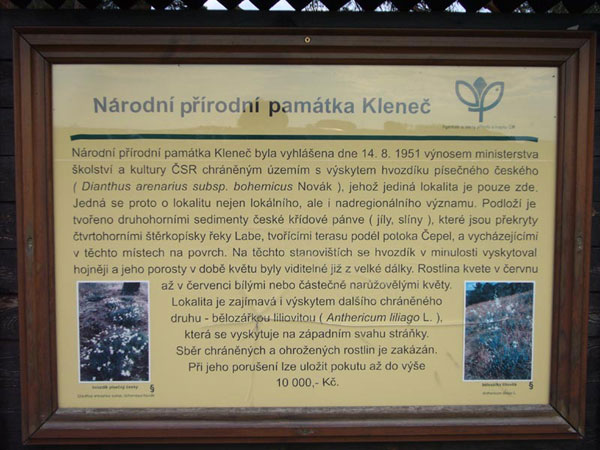 Národní přírodní památka Kleneč
Národní přírodní památka Kleneč byla vyhlášena dne 14. 8. 1951 výnosem ministerstva
školství a kultury ČSR chráněným územím s výskytem hvozdíku písečného českého
( Dianthus arenarius subsp. bohemicus Novák ), jehož jediná lokalita je pouze zde.
Jedná se proto o lokalitu nejen lokálního, ale i nadregionálního významu. Podloží je
tvořeno druhohorními sedimenty české křídové pánve ( jíly, slíny ), které jsou překryty
čtvrtohorními štěrkopísky řeky Labe, tvořícími terasu podél potoka Čepel, a vycházejícími
v těchto místech na povrch. Na těchto stanovištích se hvozdík v minulosti vyskytoval
hojněji a jeho porosty v době květu byly viditelné již z velké dálky. Rostlina kvete v červnu
až v červenci bílými nebo částečně narůžovělými květy.
Lokalita je zajímavá i výskytem dalšího chráněného
druhu - bělozářkou liliovitou ( Anthericum liliago L. ),
která se vyskytuje na západním svahu stráňky.
Sběr chráněných a ohrožených rostlin je zakázán.
Při jeho porušení lze uložit pokutu až do výše
10 000,- Kč.
hvozdík písečný český §
Bělozářka liliovitá §
Anthericum liliago L.